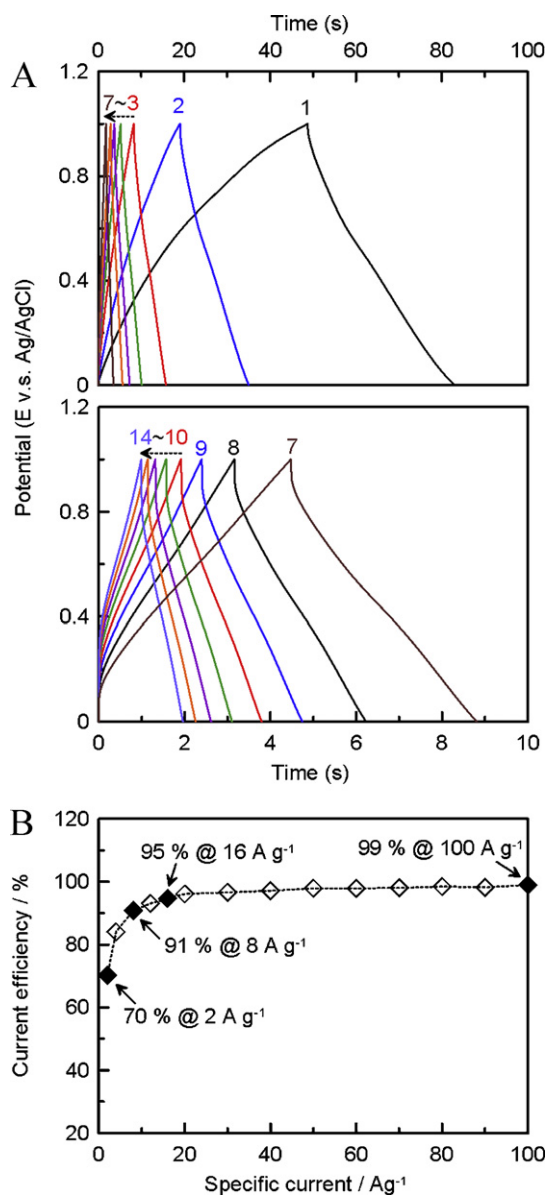 Time (s)
0 20 40 60 80 100
A
1.2
7~3 2 1
0.8
0.4
0
1.2
14~10 9 8 7
0.8
0.4
0
Potential (E v.s. Ag/AgCl)
0 2 4 6 8 10
Time (s)
B
120
95 % @ 16 A g⁻¹ 99 % @ 100 A g⁻¹
100
91 % @ 8 A g⁻¹
80
70 % @ 2 A g⁻¹
60
40
20
Current efficiency / %
0 20 40 60 80 100
Specific current / Ag⁻¹